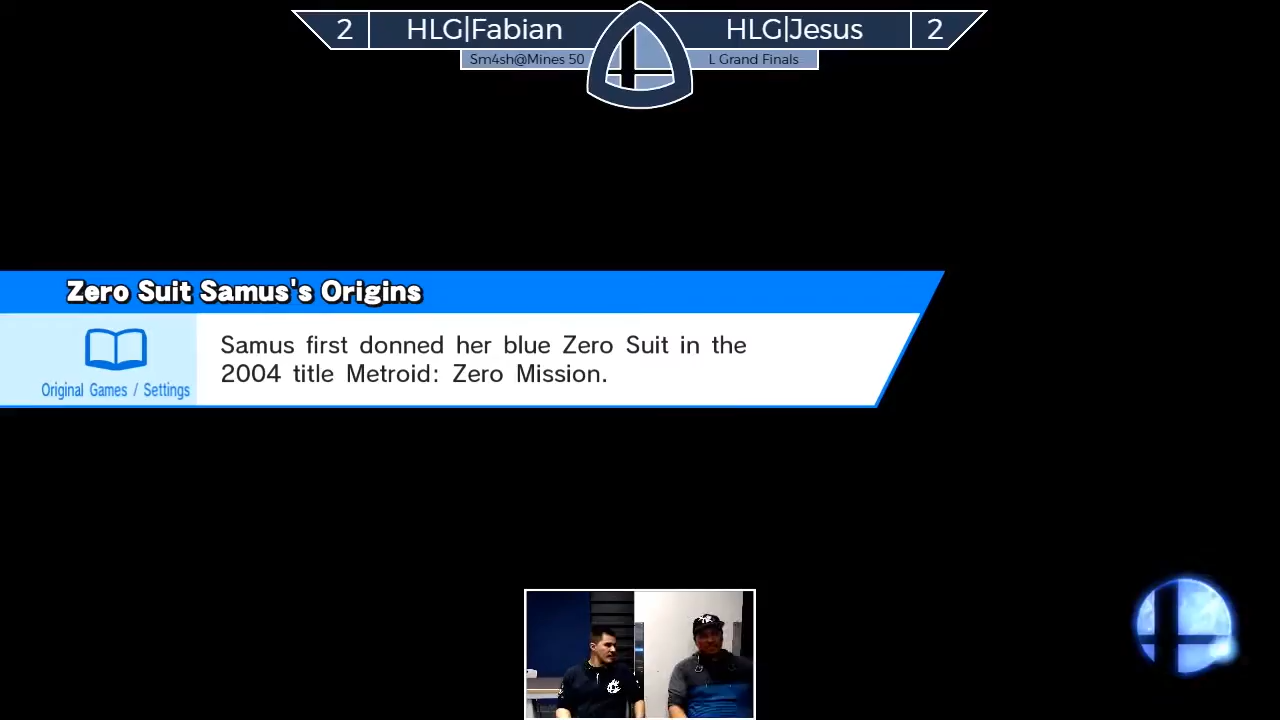 2 HLG|Fabian HLG|Jesus 2
Sm4sh@Mines 50 L Grand Finals
Zero Suit Samus's Origins
Samus first donned her blue Zero Suit in the
2004 title Metroid: Zero Mission.
Original Games / Settings